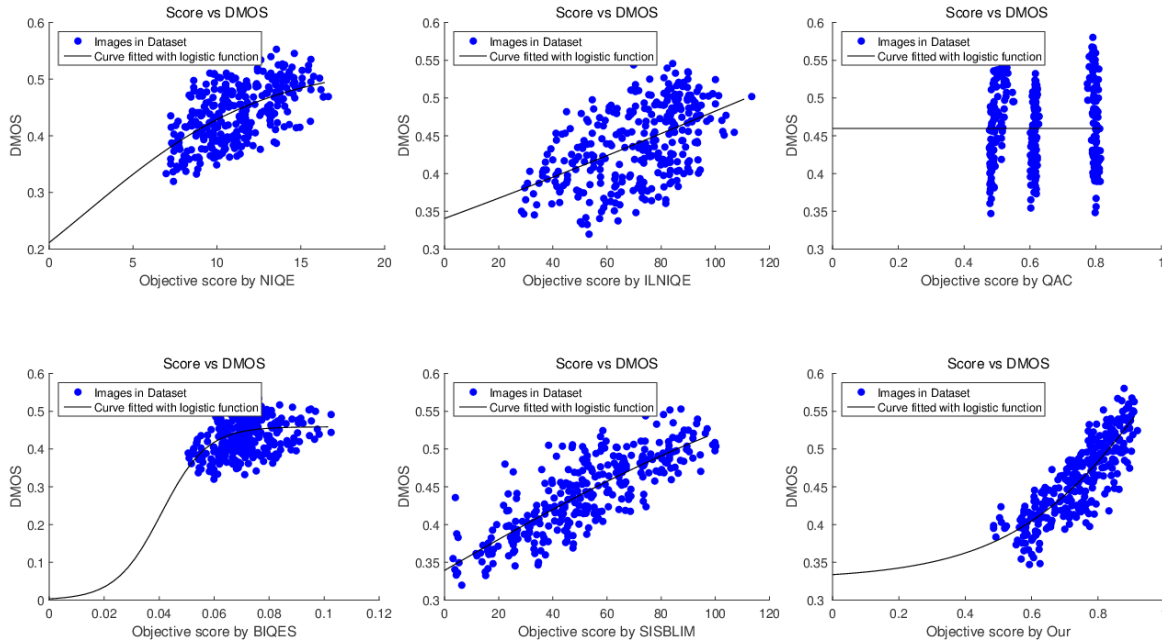 Score vs DMOS
Images in Dataset
Curve fitted with logistic function
DMOS
0.6
0.5
0.4
0.3
0.2
0
5
10
15
20
Objective score by NIQE
Score vs DMOS
Images in Dataset
Curve fitted with logistic function
DMOS
0.6
0.55
0.5
0.45
0.4
0.35
0.3
0
20
40
60
80
100
120
Objective score by ILNIQE
Score vs DMOS
Images in Dataset
Curve fitted with logistic function
DMOS
0.6
0.55
0.5
0.45
0.4
0.35
0.3
0
0.2
0.4
0.6
0.8
1
Objective score by QAC
Score vs DMOS
Images in Dataset
Curve fitted with logistic function
DMOS
0.6
0.5
0.4
0.3
0.2
0.1
0
0
0.02
0.04
0.06
0.08
0.1
0.12
Objective score by BIQES
Score vs DMOS
Images in Dataset
Curve fitted with logistic function
DMOS
0.6
0.55
0.5
0.45
0.4
0.35
0.3
0
20
40
60
80
100
120
Objective score by SISBLIM
Score vs DMOS
Images in Dataset
Curve fitted with logistic function
DMOS
0.6
0.55
0.5
0.45
0.4
0.35
0.3
0
0.2
0.4
0.6
0.8
1
Objective score by Our